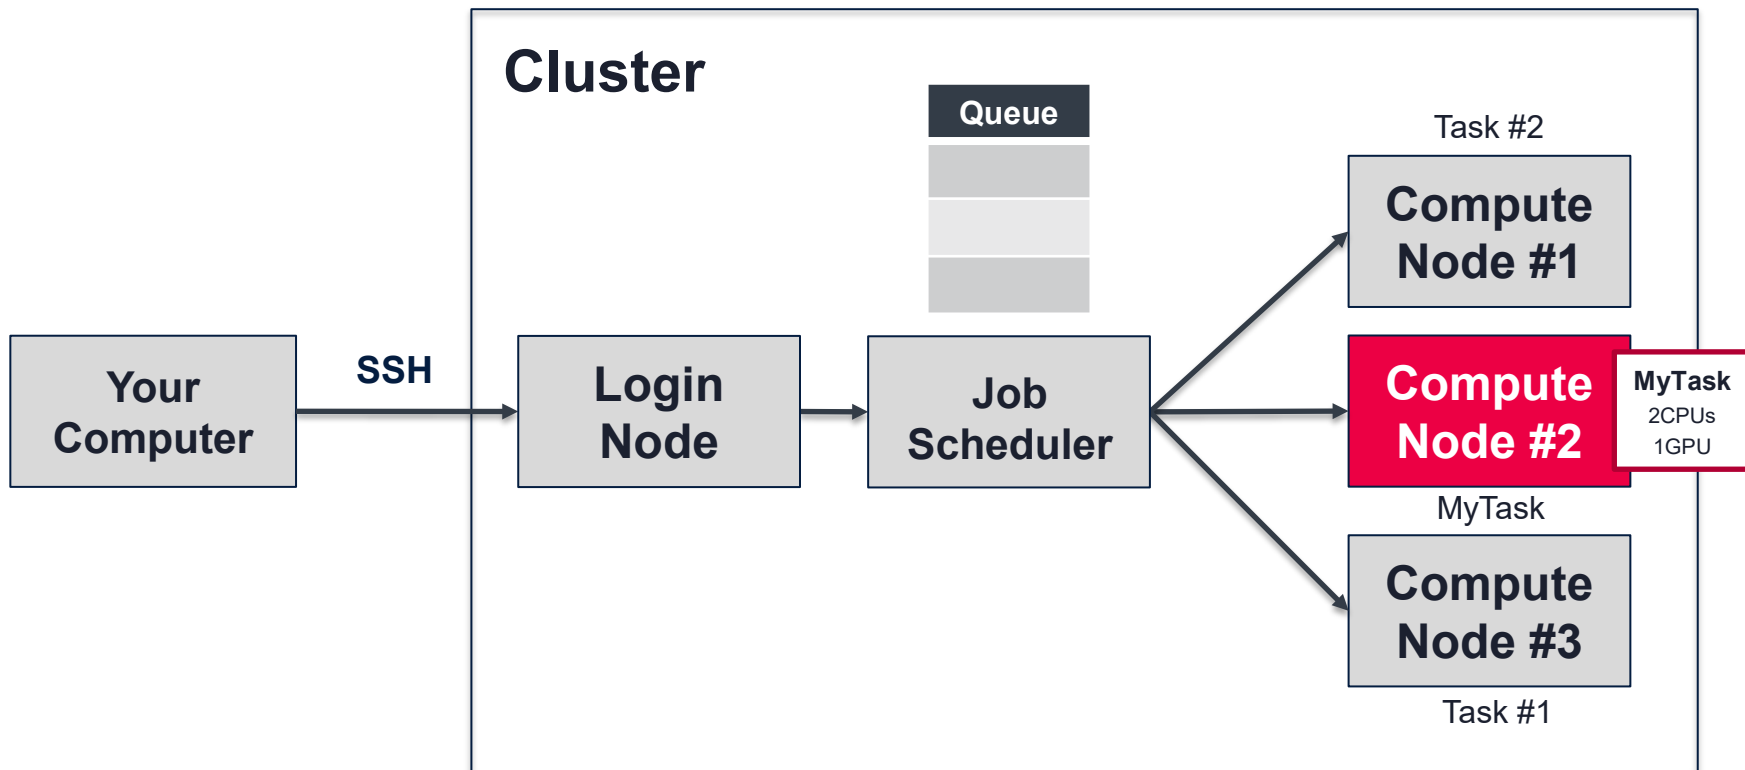 Cluster
Queue
Task #2
Compute
Node #1
Your
Computer
SSH
Login
Node
Job
Scheduler
Compute
Node #2
MyTask
2CPUs
1GPU
MyTask
Compute
Node #3
Task #1